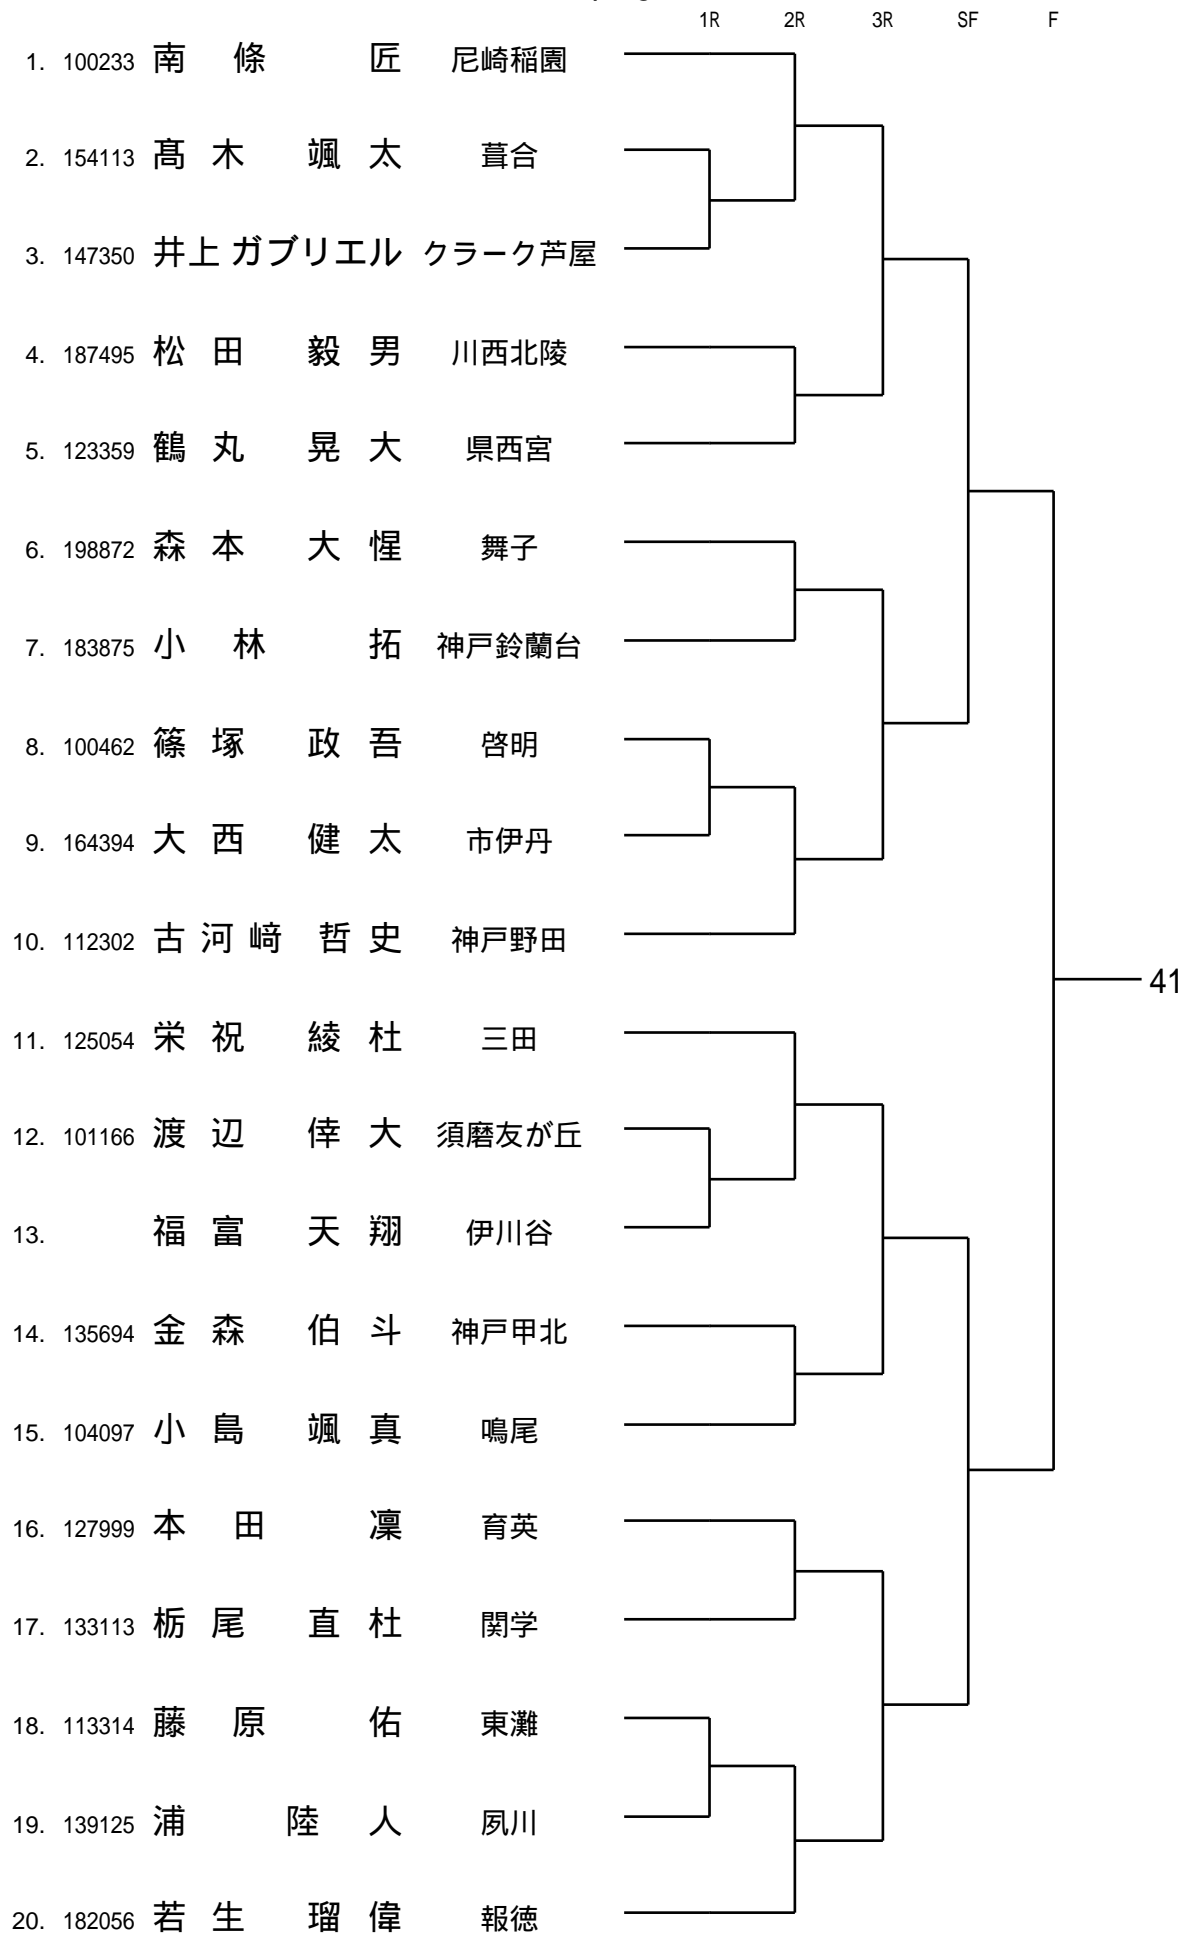 1R 2R 3R SF F
1. 100233 南條 匠 尼崎稲園
2. 154113 髙木 颯太 葺合
3. 147350 井上 ガブリエル クラーク芦屋
4. 187495 松田 毅男 川西北陵
5. 123359 鶴丸 晃大 県西宮
6. 198872 森本 大惺 舞子
7. 183875 小林 拓 神戸鈴蘭台
8. 100462 篠塚 政吾 啓明
9. 164394 大西 健太 市伊丹
10. 112302 古河﨑 哲史 神戸野田
41
11. 125054 栄祝 綾杜 三田
12. 101166 渡辺 倖大 須磨友が丘
13. 福富 天翔 伊川谷
14. 135694 金森 伯斗 神戸甲北
15. 104097 小島 颯真 鳴尾
16. 127999 本田 凜 育英
17. 133113 栃尾 直杜 関学
18. 113314 藤原 佑 東灘
19. 139125 浦 陸人 夙川
20. 182056 若生 瑠偉 報徳